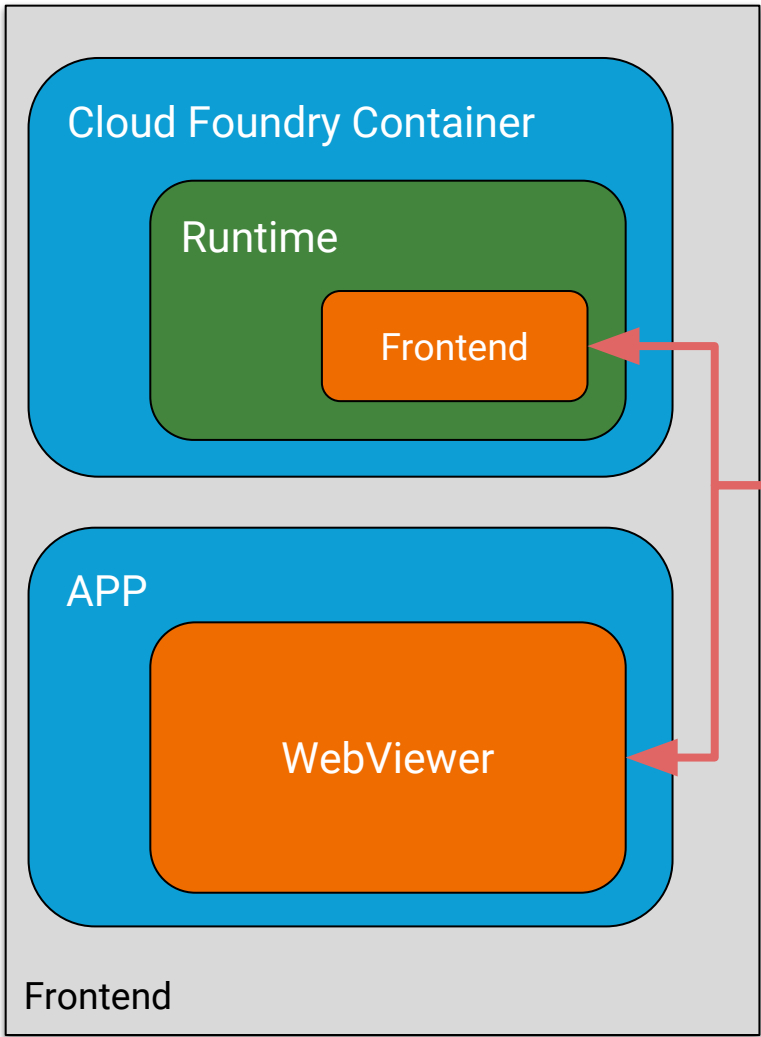 Cloud Foundry Container
Runtime
Frontend
APP
WebViewer
Frontend